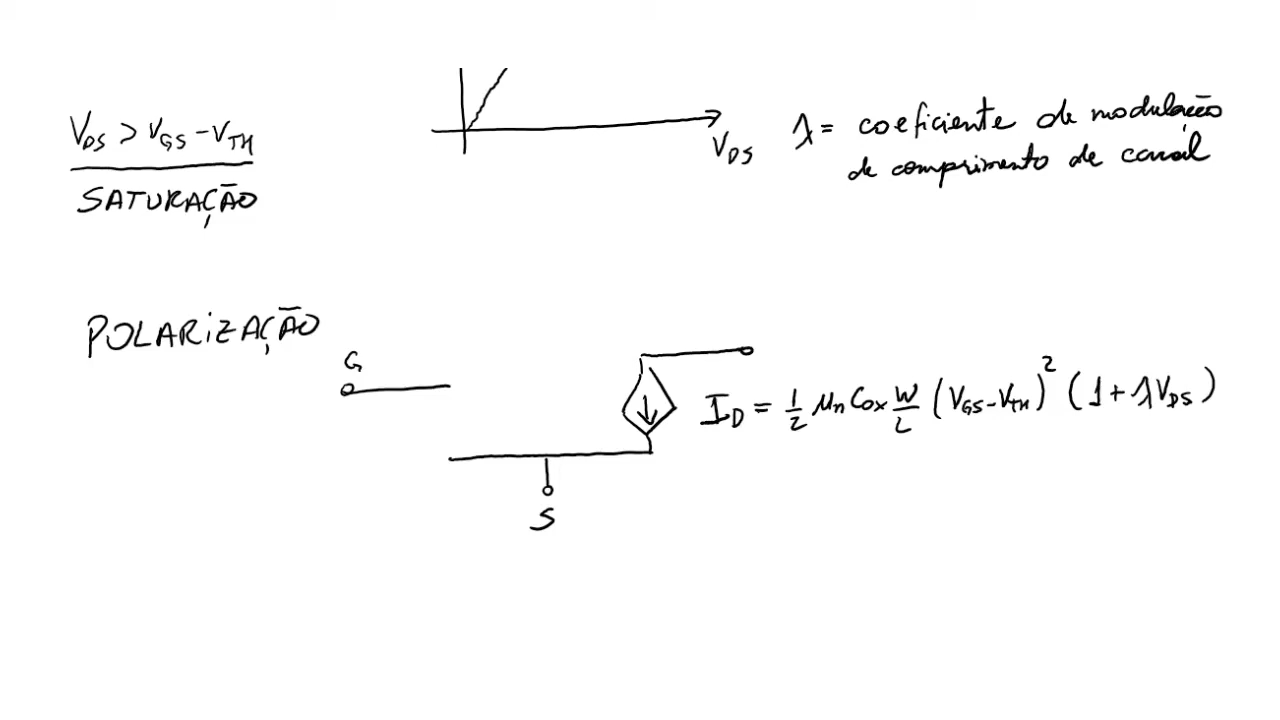 V_DS > V_GS - V_TH
SATURAÇÃO
V_DS
λ = coeficiente de modulação
de comprimento de canal
POLARIZAÇÃO
G
I_D = 1/2 μn Cox W/L (V_GS - V_TH)^2 (1 + λV_DS)
S